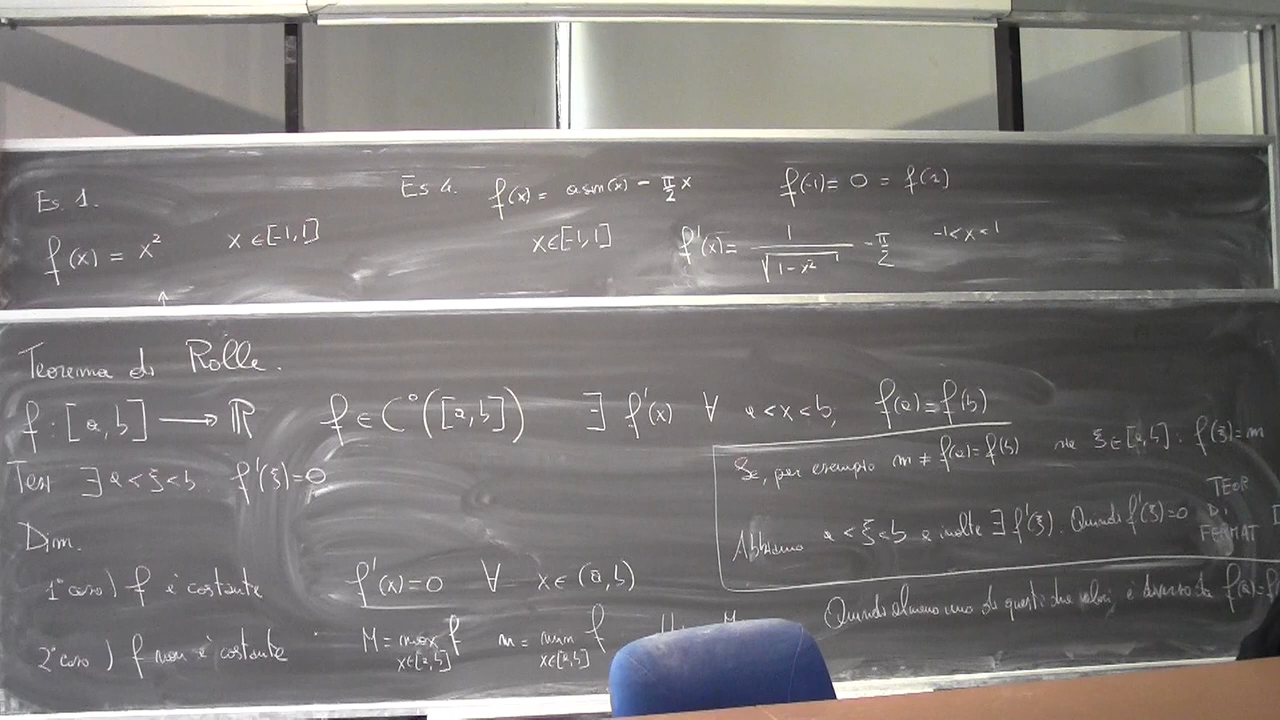 Es. 1.
f(x) = x² x∈[-1,1]
Es 4. f(x) = asin(x) - π/2 x f(-1) = 0 = f(1)
x∈[-1,1] f'(x) = 1/√(1-x²) - π/2 -1<x<1
Teorema di Rolle.
f: [a,b] → ℝ f∈C°([a,b]) ∃ f'(x) ∀ a<x<b, f(a)=f(b)
Tesi ∃ a<ξ<b f'(ξ)=0
Se, per esempio m ≠ f(a)=f(b) sia ξ∈[a,b] : f(ξ)=m
Abbiamo a<ξ<b e inoltre ∃ f'(ξ). Quindi f'(ξ)=0 TEOR DI FERMAT
Dim.
1° caso) f è costante f'(x)=0 ∀ x∈(a,b)
2° caso) f non è costante M = max f x∈[a,b] m = min f x∈[a,b]
Quindi almeno uno di questi due valori è diverso da f(a)=f